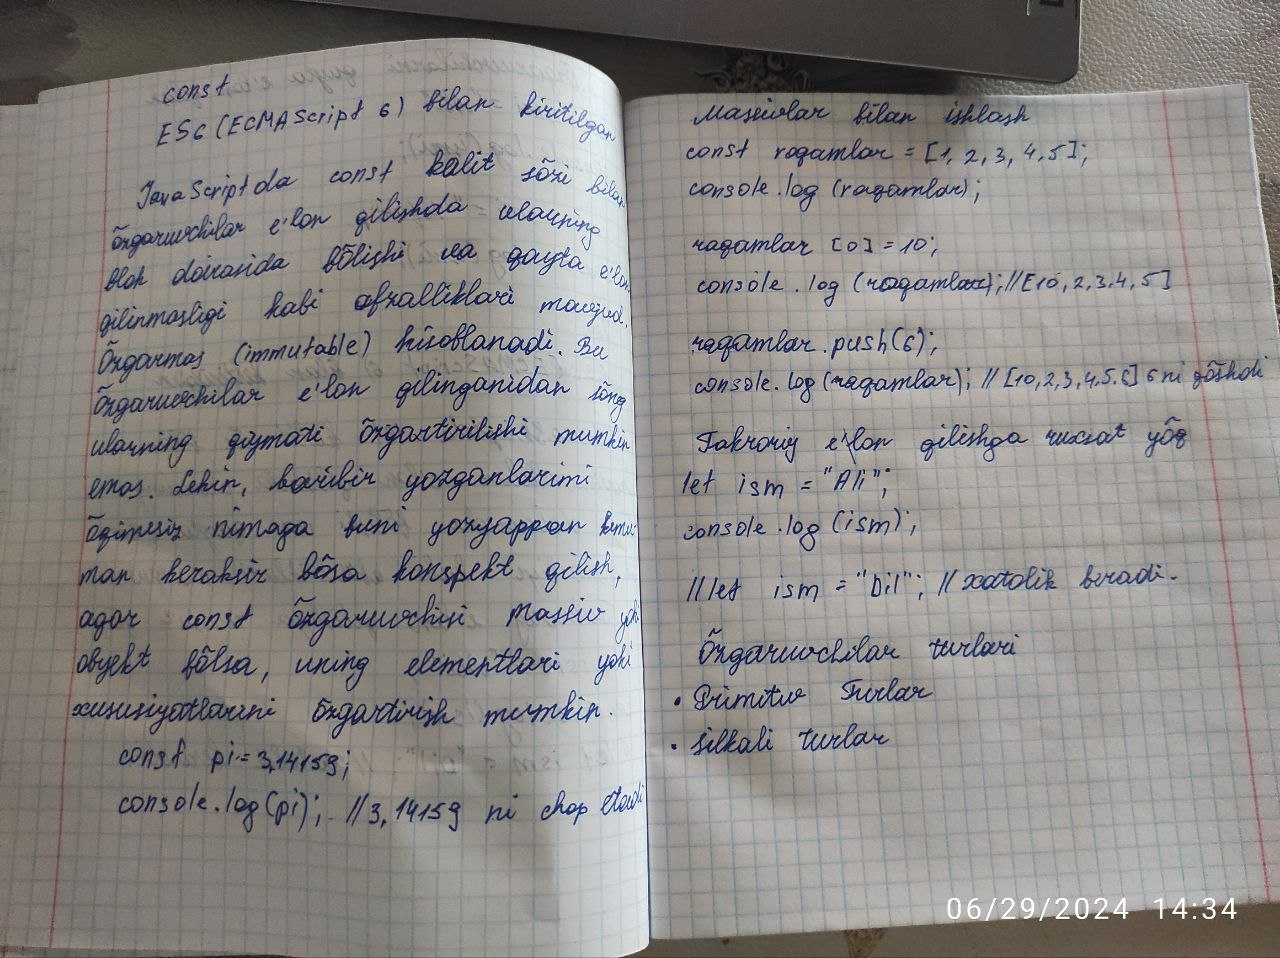 const
ES6 (ECMAScript 6) bilan kiritilgan
JavaScriptda const kalit sõzi bilan
õzgaruvchilar e'lon qilishda ularning
blok doirasida bõlishi va qayta e'lon
qilinmasligi kabi afzalliklari mavjud.
Õzgarmas (immutable) hisoblanadi. Bu
õzgaruvchilar e'lon qilinganidan sõng
ularning qiymati õzgartirilishi mumkin
emas. Lekin, baribir yozganlarimi
õqimeysiz nimaga buni yozyappan
man keraksiz bõsa konspekt qilish,
agar const õzgaruvchisi massiv yoki
obyekt bõlsa, uning elementlari yoki
xususiyatlarini õzgartirish mumkin.
const pi = 3,14159;
console.log(pi); //3,14159 ni chop etadi
Massivlar bilan ishlash
const raqamlar = [1, 2, 3, 4, 5];
console.log (raqamlar);
raqamlar [0] = 10;
console.log (raqamlar); //[10, 2, 3, 4, 5]
raqamlar.push(6);
console.log (raqamlar); // [10,2,3,4,5.6] 6 ni qõshdi
Takroriy e'lon qilishga ruxsat yõq
let ism = "Ali";
console.log (ism);
//let ism = "Dil"; // xatolik beradi.
Õzgaruvchilar turlari
• Primitiv Turlar
• silkali turlar
06/29/2024 14:34